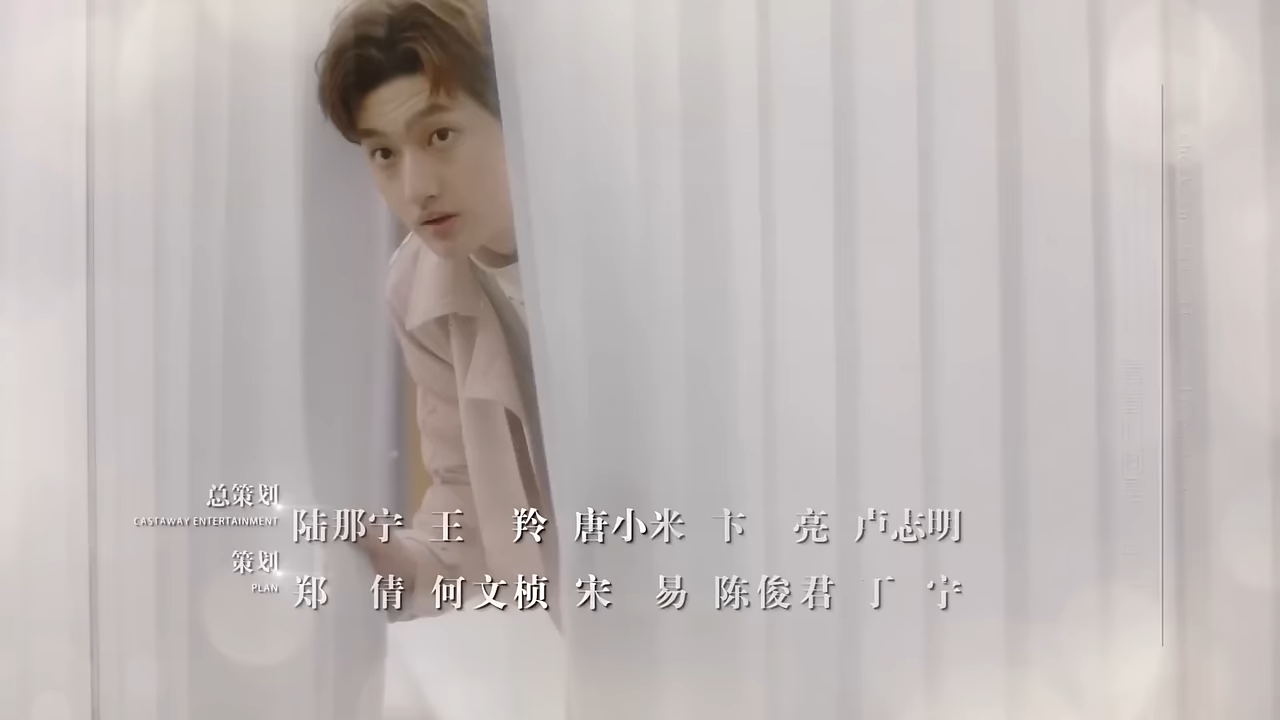 总策划
CASTAWAY ENTERTAINMENT
陆那宁 王 羚 唐小米 卞 亮 卢志明
策划
PLAN
郑 倩 何文桢 宋 易 陈俊君 丁 宁